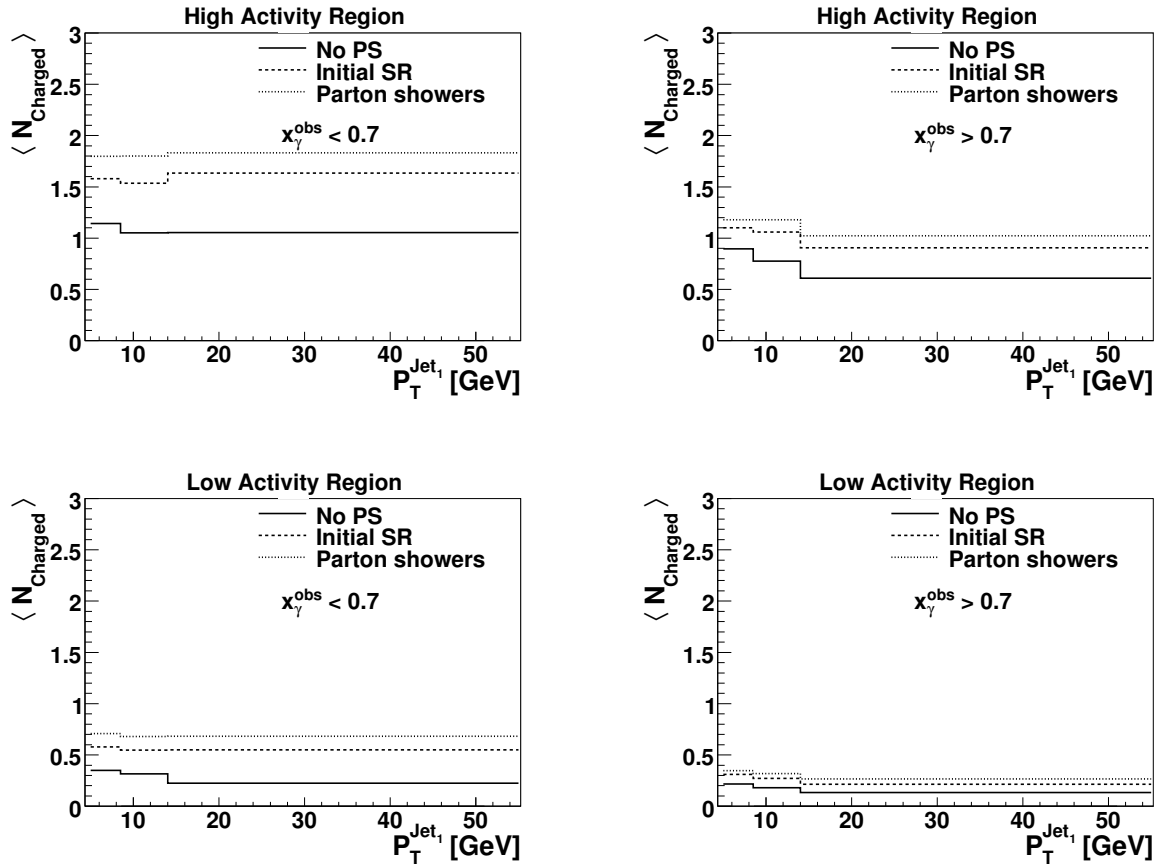 High Activity Region
⟨ N_Charged ⟩
3
2.5
2
1.5
1
0.5
0
No PS
Initial SR
Parton showers
x_γ^obs < 0.7
10 20 30 40 50
P_T^Jet_1 [GeV]
High Activity Region
⟨ N_Charged ⟩
3
2.5
2
1.5
1
0.5
0
No PS
Initial SR
Parton showers
x_γ^obs > 0.7
10 20 30 40 50
P_T^Jet_1 [GeV]
Low Activity Region
⟨ N_Charged ⟩
3
2.5
2
1.5
1
0.5
0
No PS
Initial SR
Parton showers
x_γ^obs < 0.7
10 20 30 40 50
P_T^Jet_1 [GeV]
Low Activity Region
⟨ N_Charged ⟩
3
2.5
2
1.5
1
0.5
0
No PS
Initial SR
Parton showers
x_γ^obs > 0.7
10 20 30 40 50
P_T^Jet_1 [GeV]